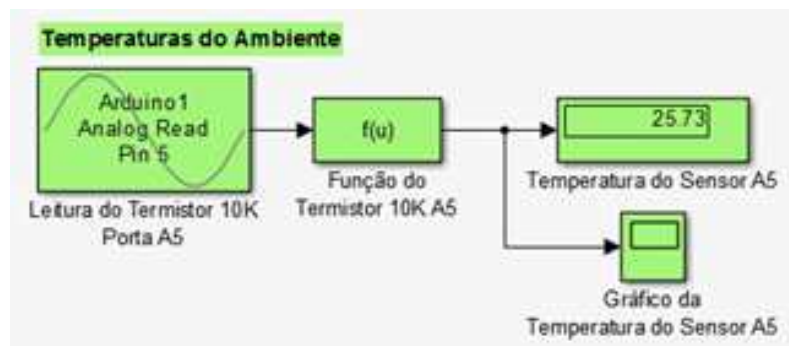 Temperaturas do Ambiente
Arduino1
Analog Read
Pin 5
Leitura do Termistor 10K
Porta A5
f(u)
Função do
Termistor 10K A5
25.73
Temperatura do Sensor A5
Gráfico da
Temperatura do Sensor A5